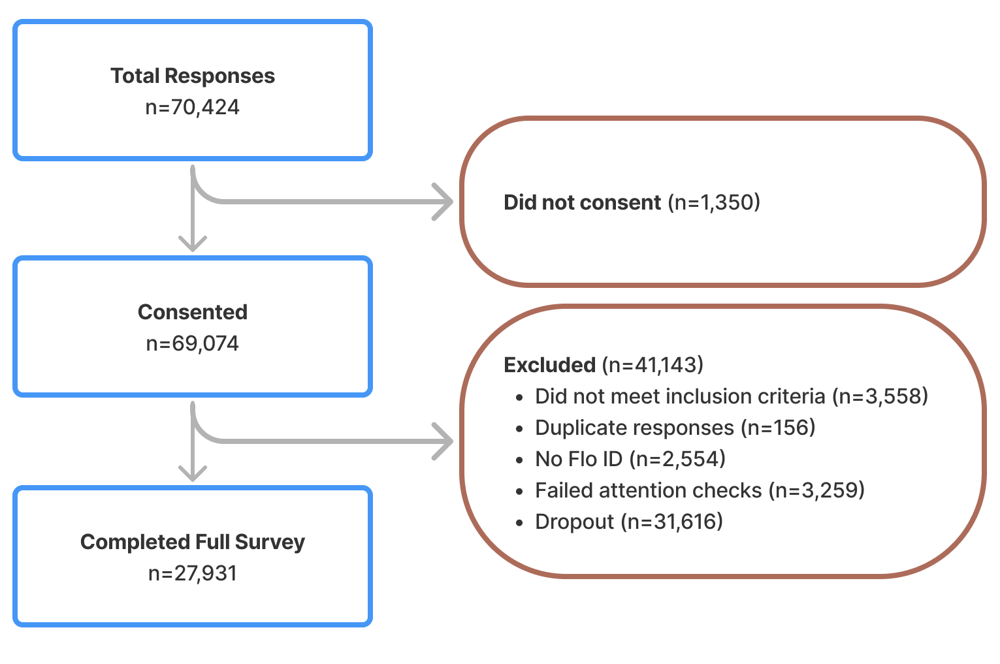 Total Responses
n=70,424
Did not consent (n=1,350)
Consented
n=69,074
Excluded (n=41,143)
• Did not meet inclusion criteria (n=3,558)
• Duplicate responses (n=156)
• No Flo ID (n=2,554)
• Failed attention checks (n=3,259)
• Dropout (n=31,616)
Completed Full Survey
n=27,931